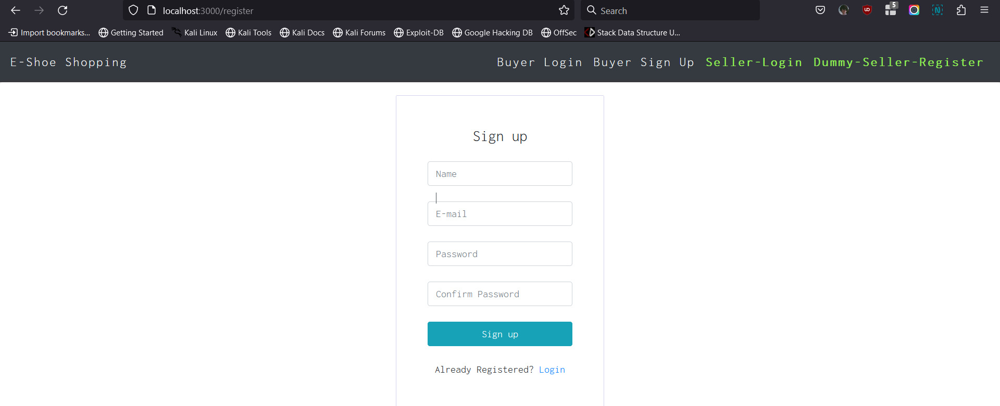 localhost:3000/register
Search
5
Import bookmarks...
Getting Started
Kali Linux
Kali Tools
Kali Docs
Kali Forums
Exploit-DB
Google Hacking DB
OffSec
Stack Data Structure U...
E-Shoe Shopping
Buyer Login
Buyer Sign Up
Seller-Login
Dummy-Seller-Register
Sign up
Name
E-mail
Password
Confirm Password
Sign up
Already Registered? Login